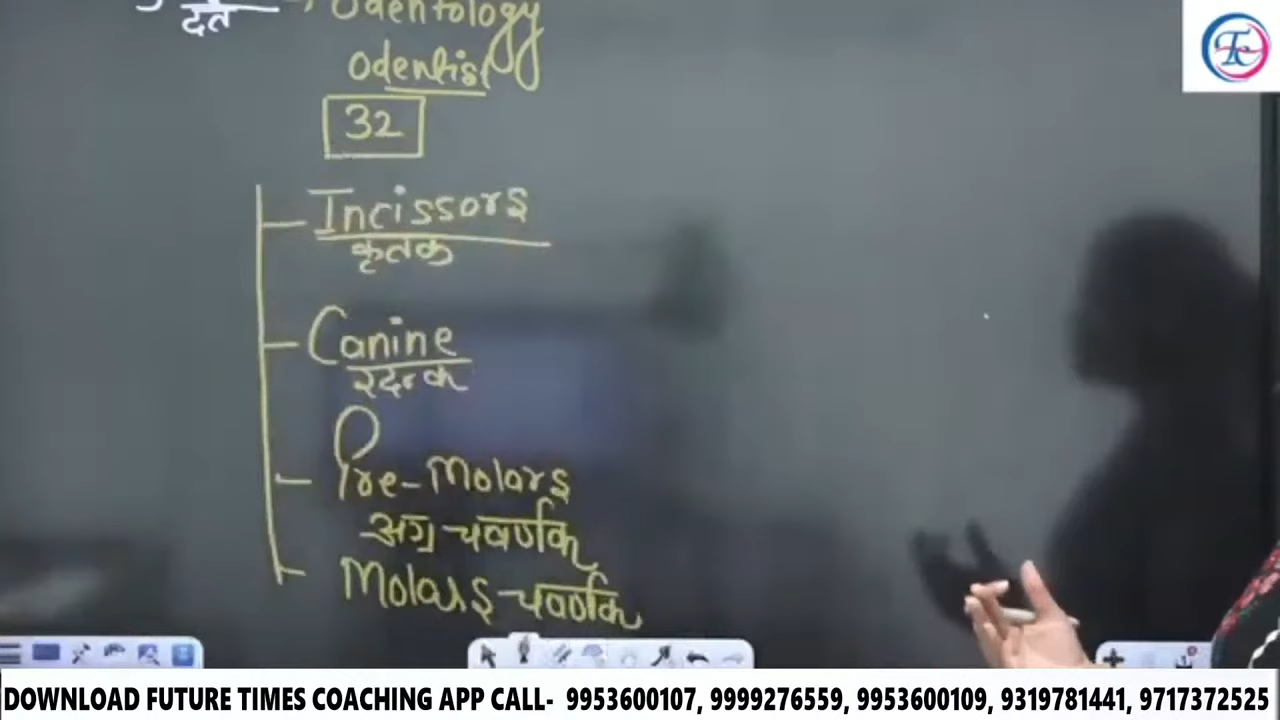 दंत
Odentology
Odentist
32
Incissors
कृतक
Canine
रदनक
Pre-Molars
अग्र-चवर्णक
Molars-चवर्णक
Tc
DOWNLOAD FUTURE TIMES COACHING APP CALL- 9953600107, 9999276559, 9953600109, 9319781441, 9717372525